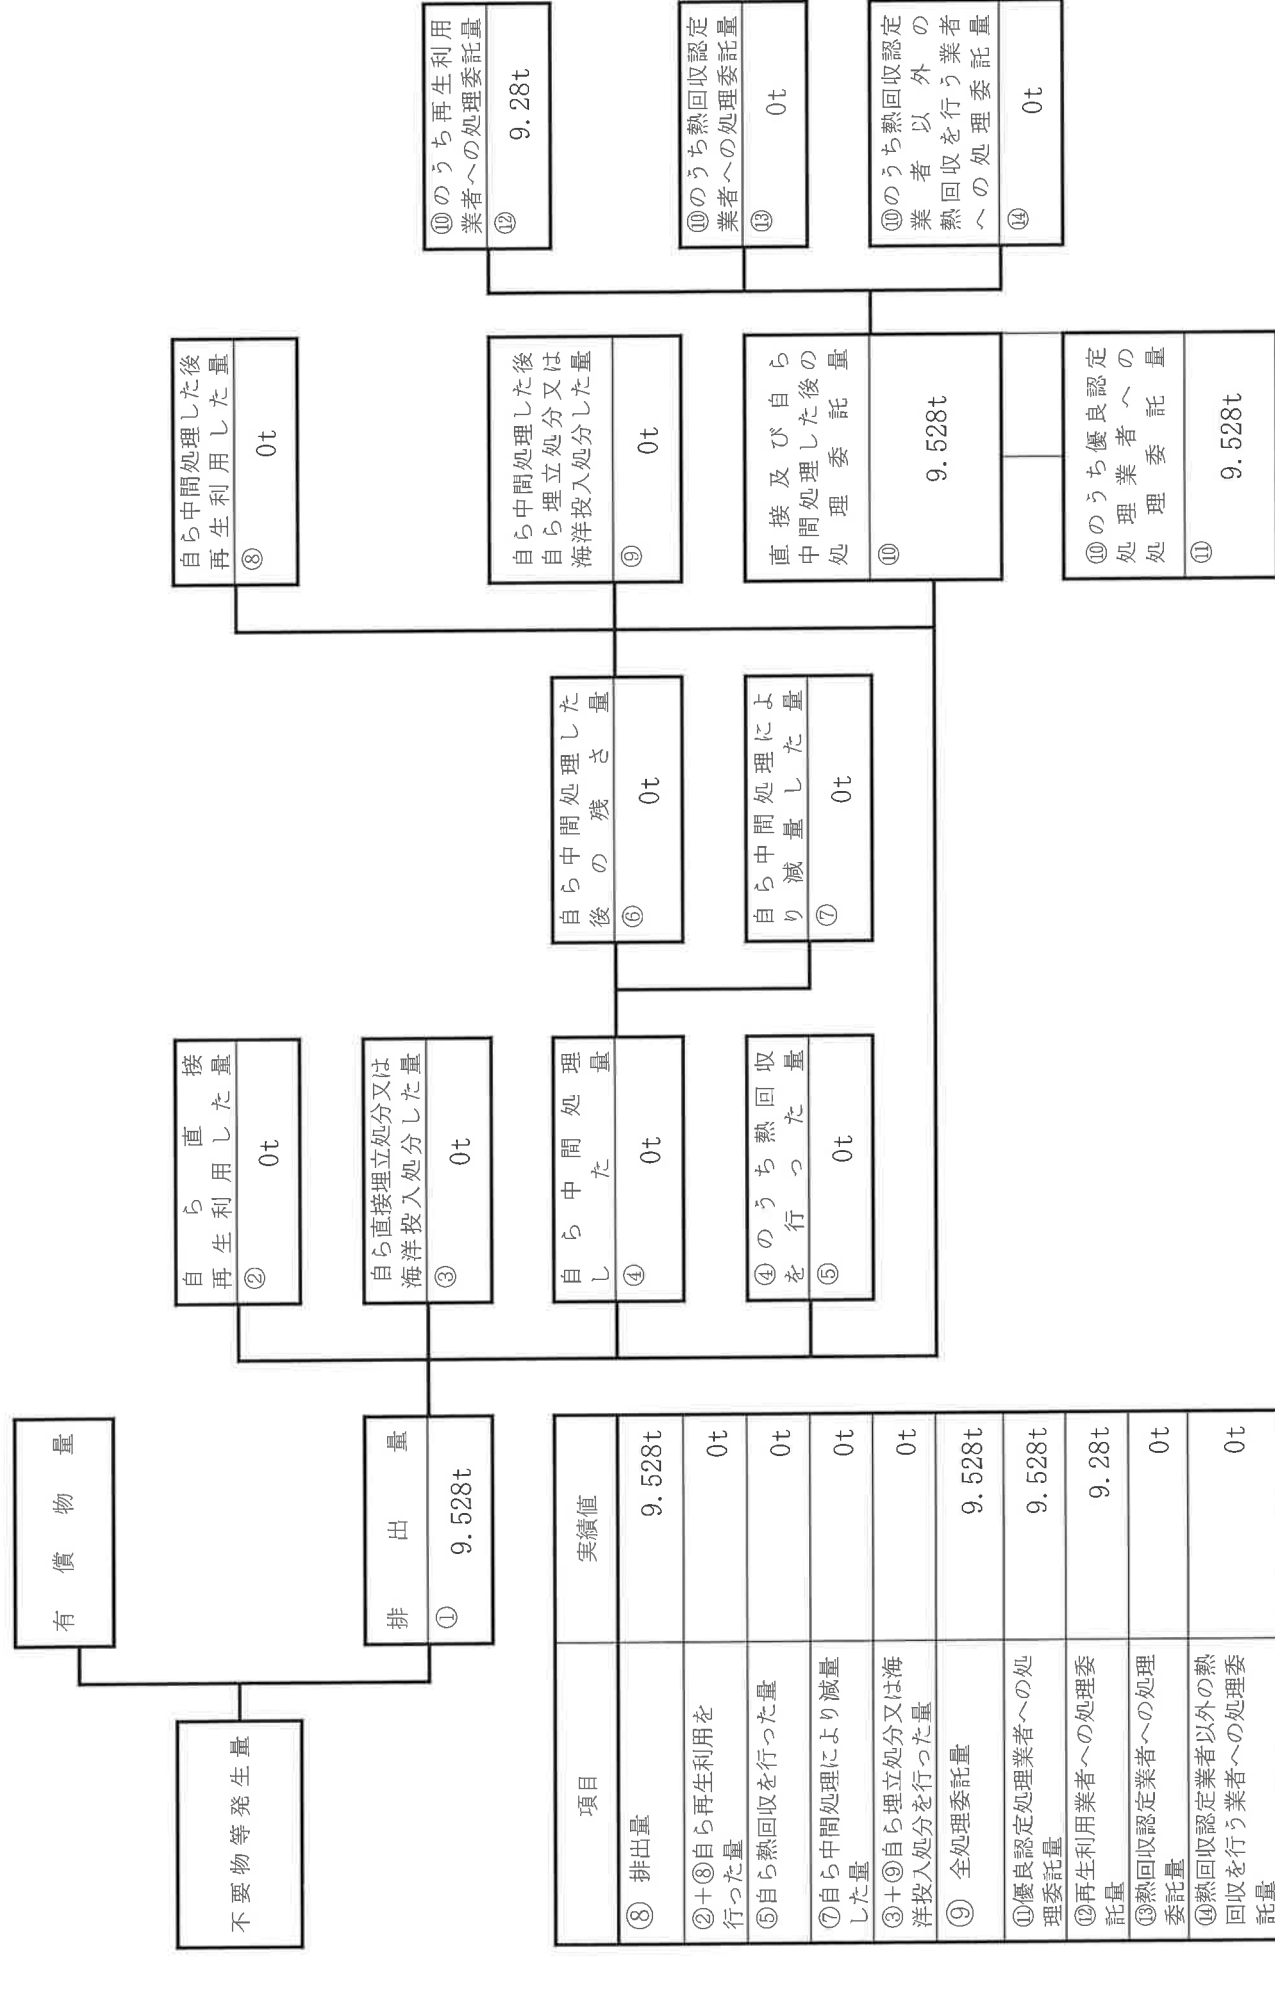 不要物等発生量
有償物量
排出量
① 9.528t
自ら直接
再生利用した量
② 0t
自ら直接埋立処分又は
海洋投入処分した量
③ 0t
自ら中間処理
した量
④ 0t
④のうち熱回収
を行った量
⑤ 0t
自ら中間処理した
後の残さ量
⑥ 0t
自ら中間処理によ
り減量した量
⑦ 0t
自ら中間処理した後
再生利用した量
⑧ 0t
自ら中間処理した後
自ら埋立処分又は
海洋投入処分した量
⑨ 0t
直接及び自ら
中間処理した後の
処理委託量
⑩ 9.528t
⑩のうち優良認定
処理業者への
処理委託量
⑪ 9.528t
⑩のうち再生利用
業者への処理委託量
⑫ 9.28t
⑩のうち熱回収認定
業者への処理委託量
⑬ 0t
⑩のうち熱回収認定
業者以外の
熱回収を行う業者
への処理委託量
⑭ 0t
項目 実績値
⑧ 排出量 9.528t
②＋⑧自ら再生利用を
行った量 0t
⑤自ら熱回収を行った量 0t
⑦自ら中間処理により減量
した量 0t
③＋⑨自ら埋立処分又は海
洋投入処分を行った量 0t
⑨ 全処理委託量 9.528t
⑪優良認定処理業者への処
理委託量 9.528t
⑫再生利用業者への処理委
託量 9.28t
⑬熱回収認定業者への処理
委託量 0t
⑭熱回収認定業者以外の熱
回収を行う業者への処理委
託量 0t